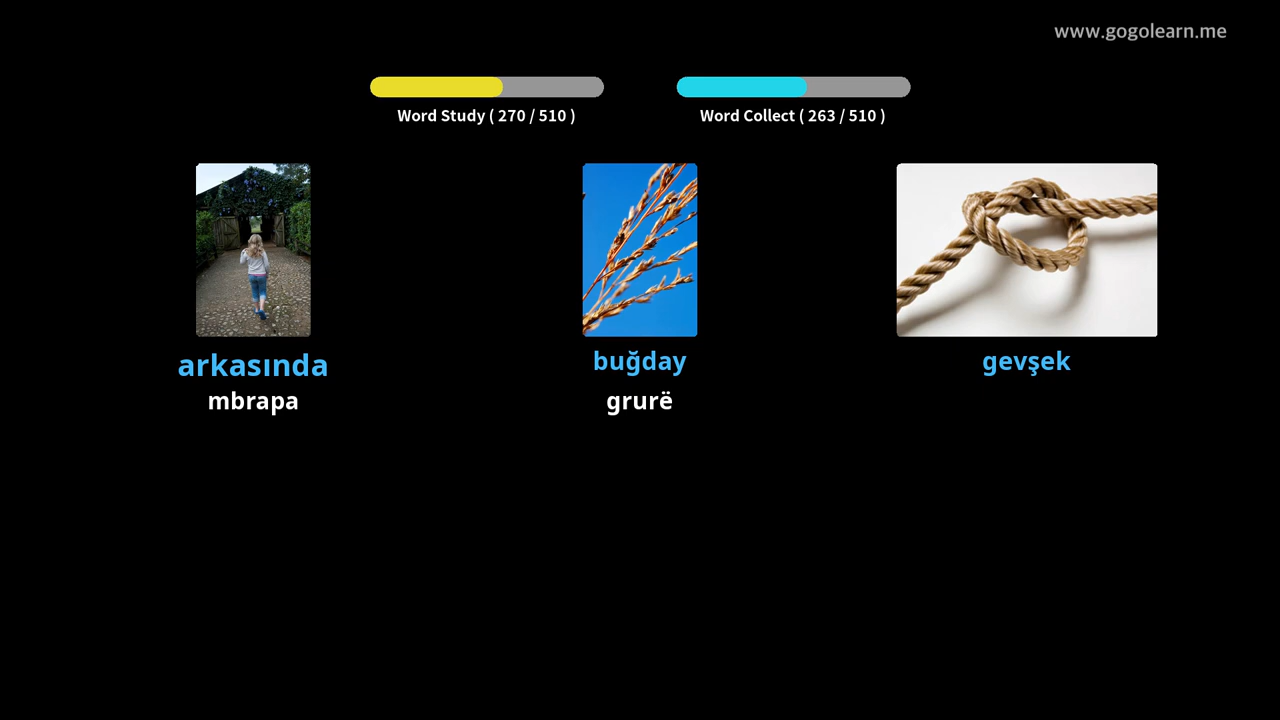 www.gogolearn.me
Word Study ( 270 / 510 )
Word Collect ( 263 / 510 )
arkasında
mbrapa
buğday
grurë
gevşek